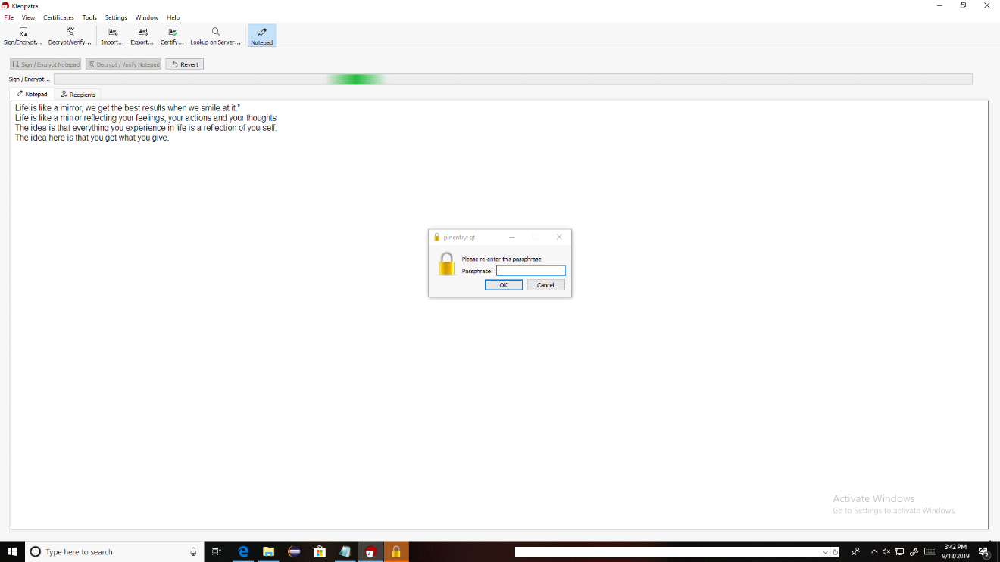 Kleopatra
File View Certificates Tools Settings Window Help
Sign/Encrypt... Decrypt/Verify... Import... Export... Certify... Lookup on Server... Notepad
Sign / Encrypt Notepad Decrypt / Verify Notepad Revert
Sign / Encrypt...
Notepad Recipients
Life is like a mirror, we get the best results when we smile at it."
Life is like a mirror reflecting your feelings, your actions and your thoughts
The idea is that everything you experience in life is a reflection of yourself.
The idea here is that you get what you give.
pinentry-qt
Please re-enter this passphrase
Passphrase:
OK Cancel
Activate Windows
Go to Settings to activate Windows.
Type here to search
3:42 PM
9/18/2019
2